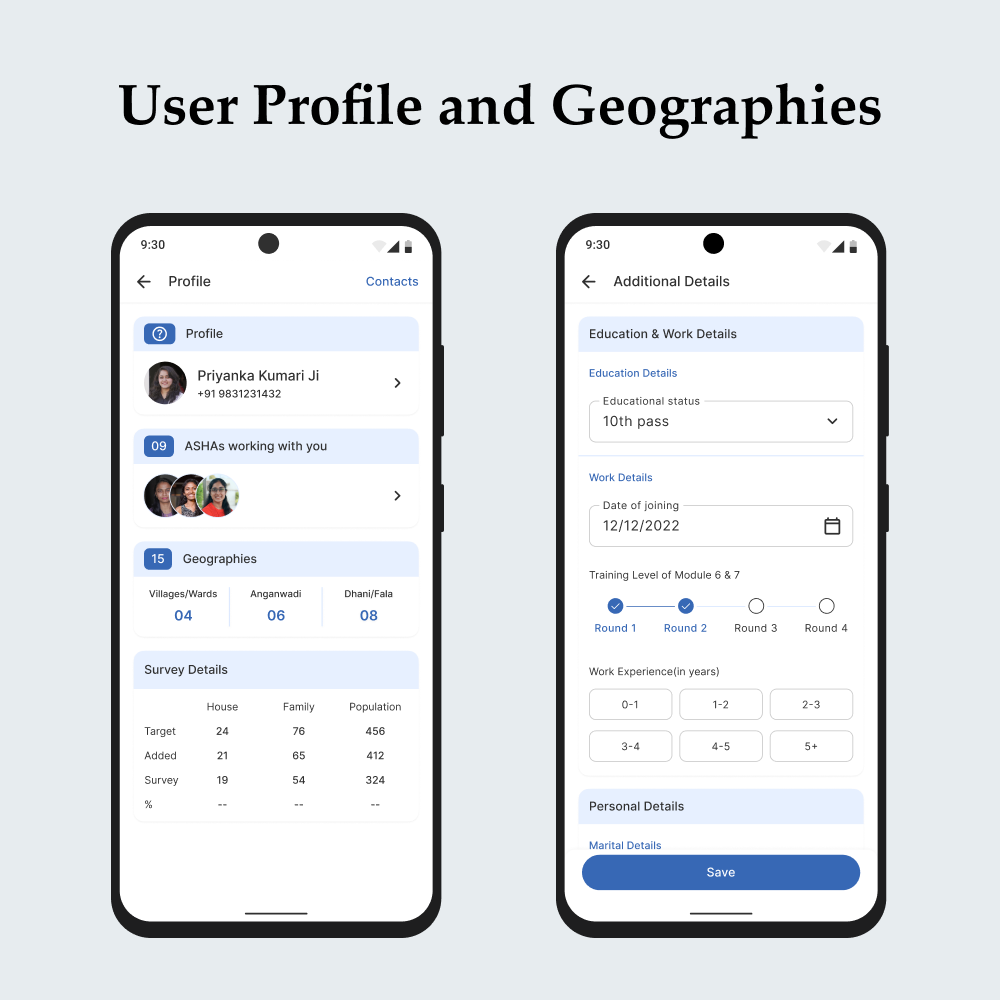 User Profile and Geographies
9:30
Profile
Contacts
Profile
Priyanka Kumari Ji
+91 9831231432
09 ASHAs working with you
15 Geographies
Villages/Wards Anganwadi Dhani/Fala
04 06 08
Survey Details
House Family Population
Target 24 76 456
Added 21 65 412
Survey 19 54 324
% -- -- --
9:30
Additional Details
Education & Work Details
Education Details
Educational status
10th pass
Work Details
Date of joining
12/12/2022
Training Level of Module 6 & 7
Round 1 Round 2 Round 3 Round 4
Work Experience(in years)
0-1 1-2 2-3
3-4 4-5 5+
Personal Details
Marital Details
Save